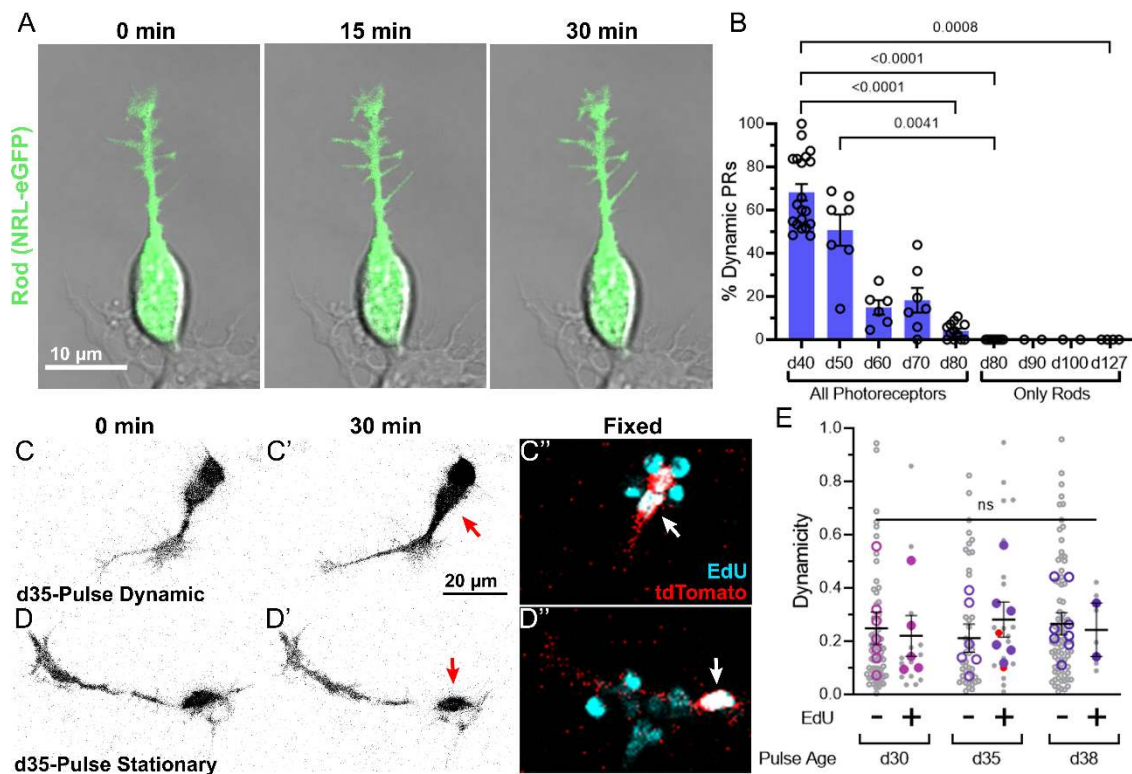 A
0 min
15 min
30 min
Rod (NRL-eGFP)
10 µm
B
0.0008
<0.0001
<0.0001
0.0041
% Dynamic PRs
100
80
60
40
20
0
d40 d50 d60 d70 d80 d80 d90 d100 d127
All Photoreceptors
Only Rods
0 min
30 min
Fixed
C
C'
C''
d35-Pulse Dynamic
20 µm
EdU
tdTomato
D
D'
D''
d35-Pulse Stationary
E
ns
Dynamicity
1.0
0.8
0.6
0.4
0.2
0.0
EdU - + - + - +
Pulse Age d30 d35 d38